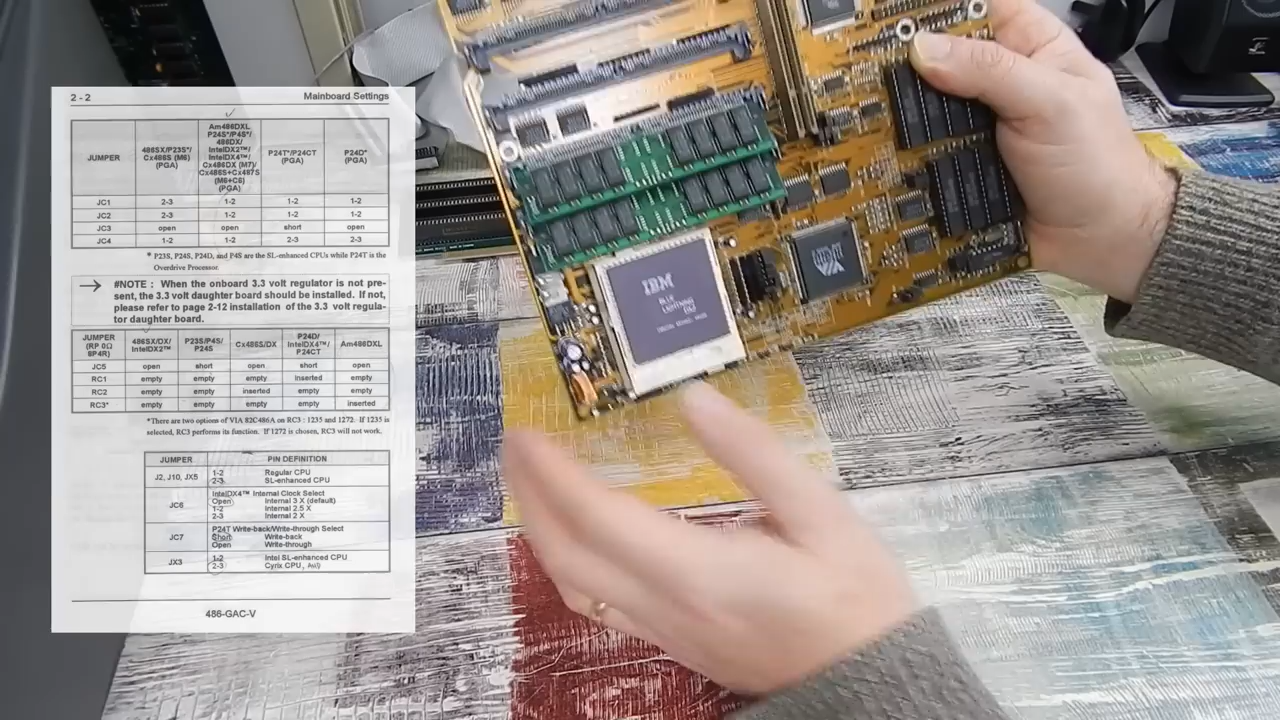 2 - 2 Mainboard Settings
JUMPER 486SX/P23S*/ Cx486S (M6) (PGA) Am486DXL P24S*/P4S*/ 486DX/ IntelDX2™/ IntelDX4™/ Cx486DX (M7)/ Cx486S+Cx487S (M6+C6) (PGA) P24T*/P24CT (PGA) P24D* (PGA)
JC1 2-3 1-2 1-2 1-2
JC2 2-3 1-2 1-2 1-2
JC3 open open short open
JC4 1-2 1-2 2-3 2-3
* P23S, P24S, P24D, and P4S are the SL-enhanced CPUs while P24T is the
Overdrive Processor.
#NOTE : When the onboard 3.3 volt regulator is not pre-
sent, the 3.3 volt daughter board should be installed. If not,
please refer to page 2-12 installation of the 3.3 volt regula-
tor daughter board.
JUMPER (RP 0Ω 8P4R) 486SX/DX/ IntelDX2™ P23S/P4S/ P24S Cx486S/DX P24D/ IntelDX4™/ P24CT Am486DXL
JC5 open short open short open
RC1 empty empty empty inserted empty
RC2 empty empty inserted empty empty
RC3* empty empty empty empty inserted
*There are two options of VIA 82C486A on RC3 : 1235 and 1272. If 1235 is
selected, RC3 performs its function. If 1272 is chosen, RC3 will not work.
JUMPER PIN DEFINITION
J2, J10, JX5 1-2 Regular CPU
2-3 SL-enhanced CPU
JC6 IntelDX4™ Internal Clock Select
Open Internal 3 X (default)
1-2 Internal 2.5 X
2-3 Internal 2 X
JC7 P24T Write-back/Write-through Select
Short Write-back
Open Write-through
JX3 1-2 Intel SL-enhanced CPU
2-3 Cyrix CPU,
486-GAC-V
IBM
BLUE
LIGHTNING
VIA